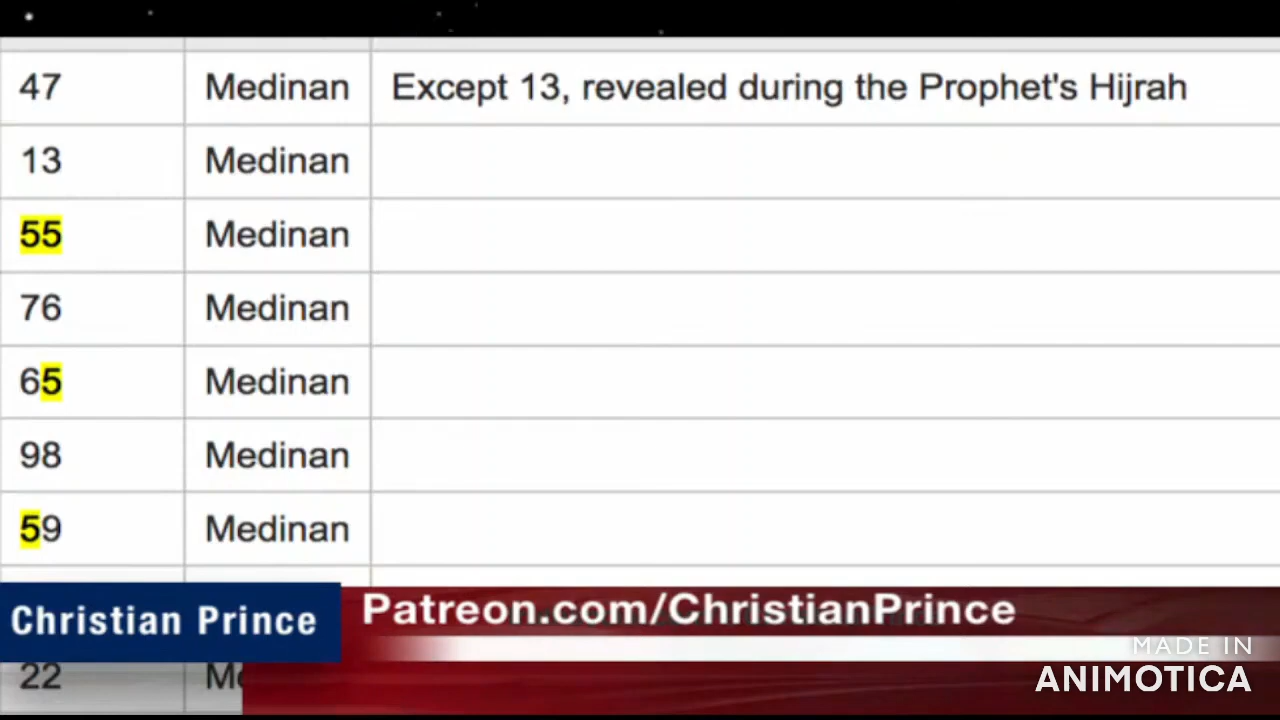 47 Medinan Except 13, revealed during the Prophet's Hijrah
13 Medinan
55 Medinan
76 Medinan
65 Medinan
98 Medinan
59 Medinan
Christian Prince Patreon.com/ChristianPrince
MADE IN
22
ANIMOTICA